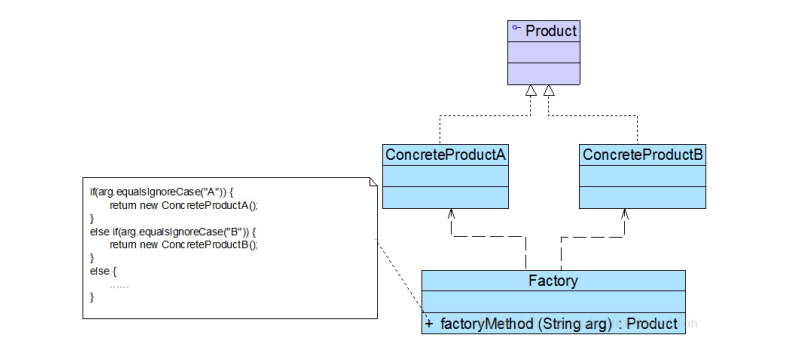 Product
ConcreteProductA
ConcreteProductB
if(arg.equalsIgnoreCase("A")) {
return new ConcreteProductA();
}
else if(arg.equalsIgnoreCase("B")) {
return new ConcreteProductB();
}
else {
......
}
Factory
+ factoryMethod (String arg) : Product